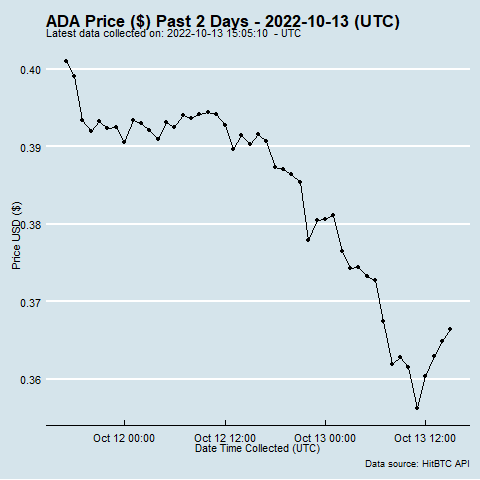 ADA Price ($) Past 2 Days - 2022-10-13 (UTC)
Latest data collected on: 2022-10-13 15:05:10 - UTC
0.40
0.39
0.38
0.37
0.36
Price USD ($)
Oct 12 00:00 Oct 12 12:00 Oct 13 00:00 Oct 13 12:00
Date Time Collected (UTC)
Data source: HitBTC API